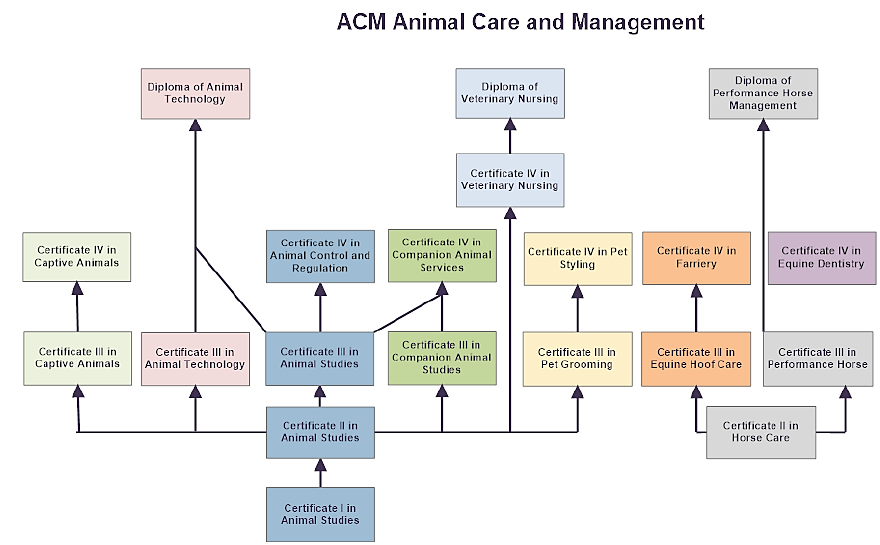 ACM Animal Care and Management
Diploma of Animal
Technology
Diploma of
Veterinary Nursing
Diploma of
Performance Horse
Management
Certificate IV in
Veterinary Nursing
Certificate IV in
Captive Animals
Certificate IV in
Animal Control and
Regulation
Certificate IV in
Companion Animal
Services
Certificate IV in Pet
Styling
Certificate IV in
Farriery
Certificate IV in
Equine Dentistry
Certificate III in
Captive Animals
Certificate III in
Animal Technology
Certificate III in
Animal Studies
Certificate III in
Companion Animal
Studies
Certificate III in
Pet Grooming
Certificate III in
Equine Hoof Care
Certificate III in
Performance Horse
Certificate II in
Animal Studies
Certificate II in
Horse Care
Certificate I in
Animal Studies